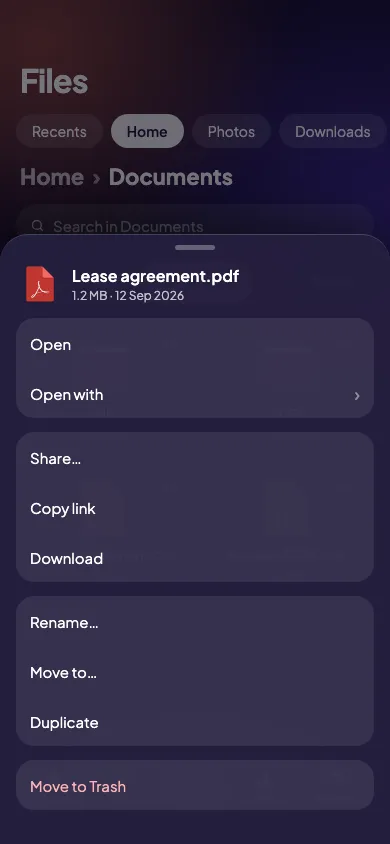 Files
Recents Home Photos Downloads
Home › Documents
Search in Documents
Lease agreement.pdf
1.2 MB · 12 Sep 2026
Open
Open with ›
Share…
Copy link
Download
Rename…
Move to…
Duplicate
Move to Trash